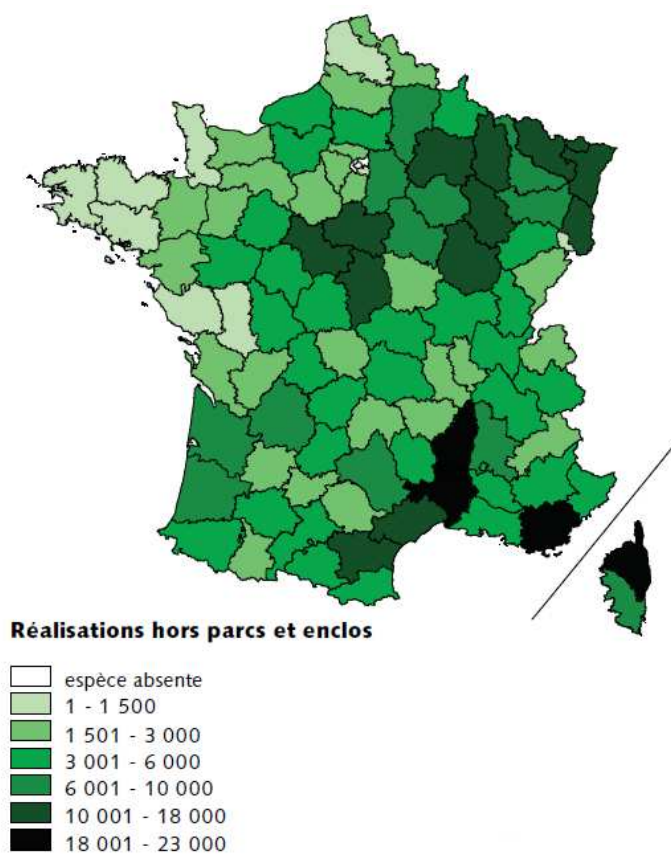 Réalisations hors parcs et enclos
espèce absente
1 - 1 500
1 501 - 3 000
3 001 - 6 000
6 001 - 10 000
10 001 - 18 000
18 001 - 23 000